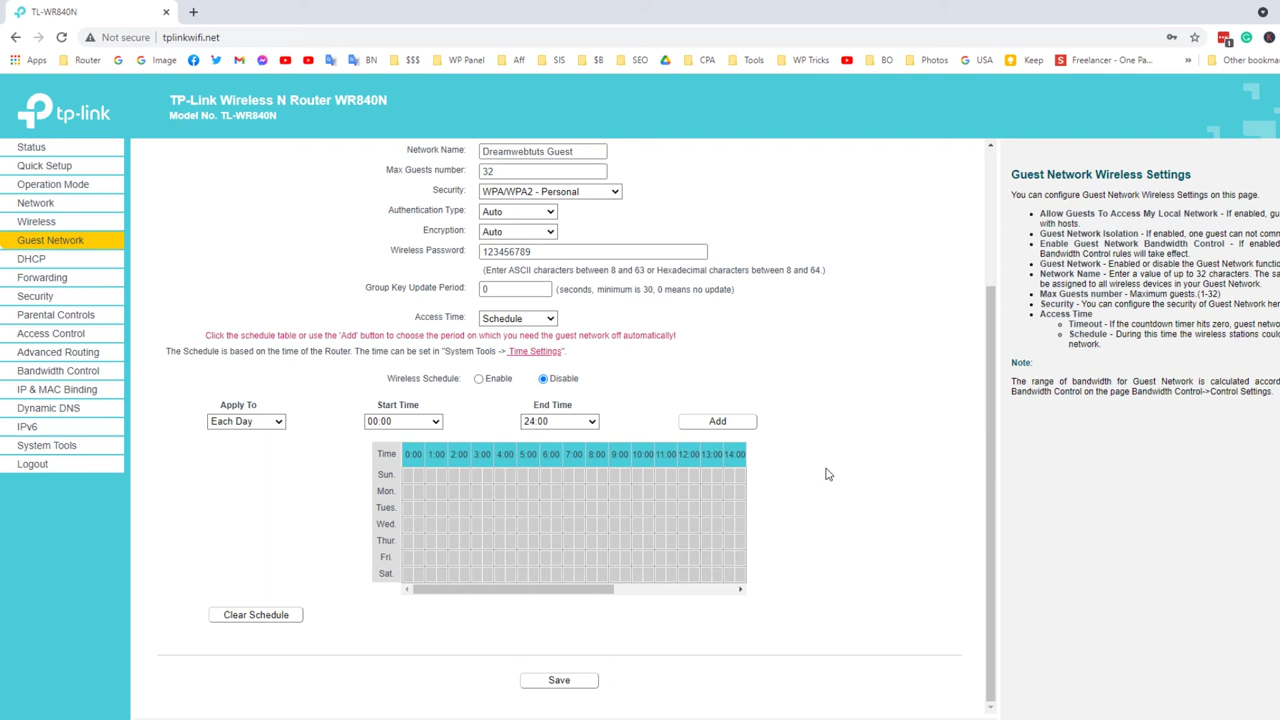 TL-WR840N
Not secure tplinkwifi.net
Apps Router Image BN $$$ WP Panel Aff SIS $B SEO CPA Tools WP Tricks BO Photos USA Keep Freelancer - One Pa... » Other bookma
1
K
tp-link
TP-Link Wireless N Router WR840N
Model No. TL-WR840N
Status
Quick Setup
Operation Mode
Network
Wireless
Guest Network
DHCP
Forwarding
Security
Parental Controls
Access Control
Advanced Routing
Bandwidth Control
IP & MAC Binding
Dynamic DNS
IPv6
System Tools
Logout
Network Name: Dreamwebtuts Guest
Max Guests number: 32
Security: WPA/WPA2 - Personal
Authentication Type: Auto
Encryption: Auto
Wireless Password: 123456789
(Enter ASCII characters between 8 and 63 or Hexadecimal characters between 8 and 64.)
Group Key Update Period: 0 (seconds, minimum is 30, 0 means no update)
Access Time: Schedule
Click the schedule table or use the 'Add' button to choose the period on which you need the guest network off automatically!
The Schedule is based on the time of the Router. The time can be set in "System Tools -> Time Settings".
Wireless Schedule: Enable Disable
Apply To Start Time End Time
Each Day 00:00 24:00 Add
Time 0:00 1:00 2:00 3:00 4:00 5:00 6:00 7:00 8:00 9:00 10:00 11:00 12:00 13:00 14:00
Sun.
Mon.
Tues.
Wed.
Thur.
Fri.
Sat.
Clear Schedule
Save
Guest Network Wireless Settings
You can configure Guest Network Wireless Settings on this page.
• Allow Guests To Access My Local Network - If enabled, gu
with hosts.
• Guest Network Isolation - If enabled, one guest can not com
• Enable Guest Network Bandwidth Control - If enabled
Bandwidth Control rules will take effect.
• Guest Network - Enabled or disable the Guest Network functio
• Network Name - Enter a value of up to 32 characters. The sa
be assigned to all wireless devices in your Guest Network.
• Max Guests number - Maximum guests.(1-32)
• Security - You can configure the security of Guest Network her
• Access Time
Timeout - If the countdown timer hits zero, guest netwo
Schedule - During this time the wireless stations could
network.
Note:
The range of bandwidth for Guest Network is calculated accord
Bandwidth Control on the page Bandwidth Control->Control Settings.